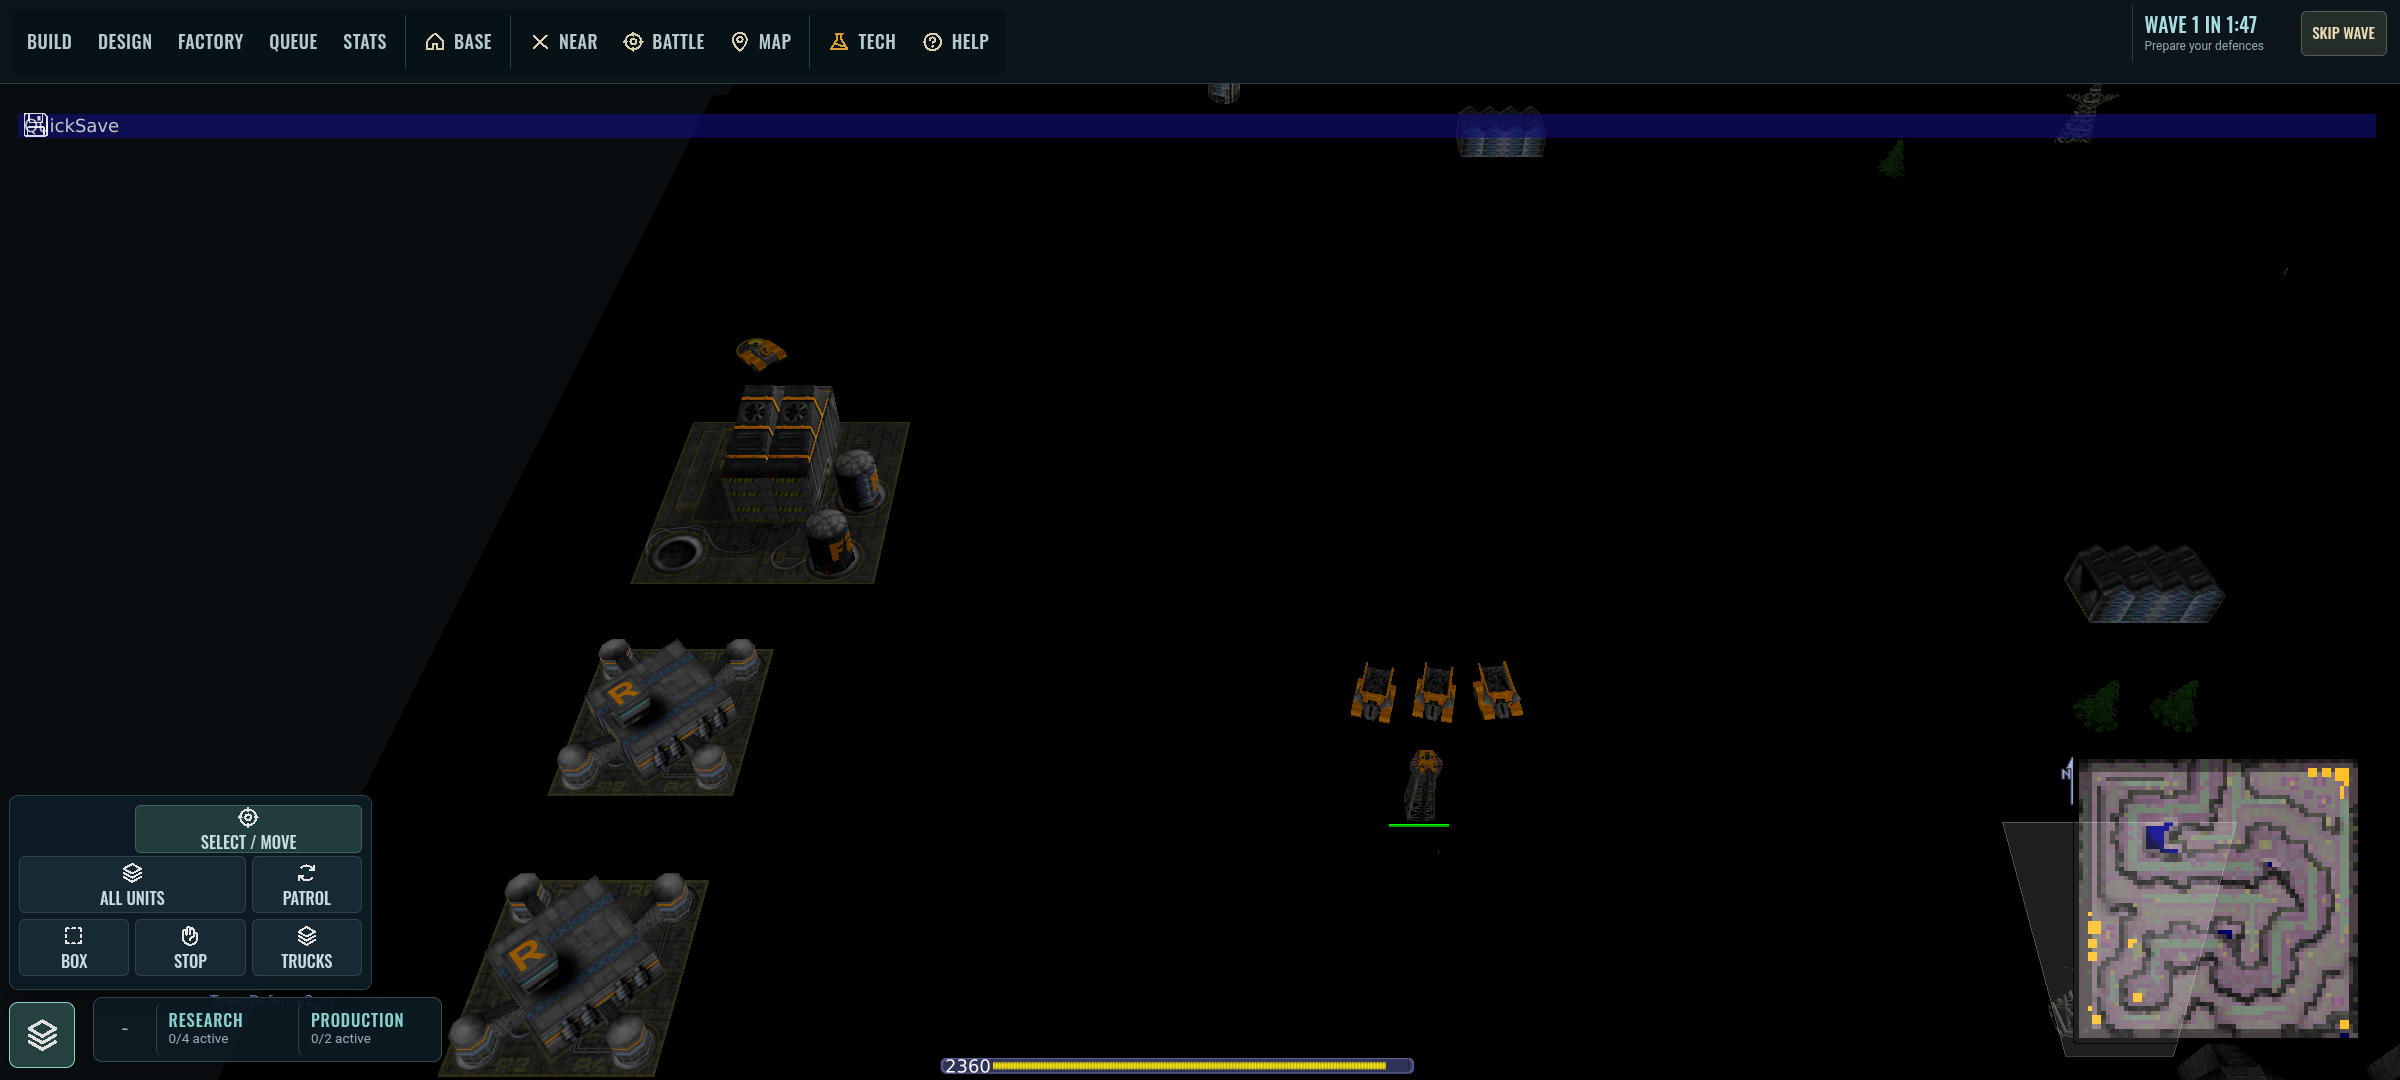 BUILD DESIGN FACTORY QUEUE STATS BASE NEAR BATTLE MAP TECH HELP
WAVE 1 IN 1:47
Prepare your defences
SKIP WAVE
QuickSave
R
R
N
SELECT / MOVE
ALL UNITS PATROL
BOX STOP TRUCKS
- RESEARCH PRODUCTION
0/4 active 0/2 active
2360